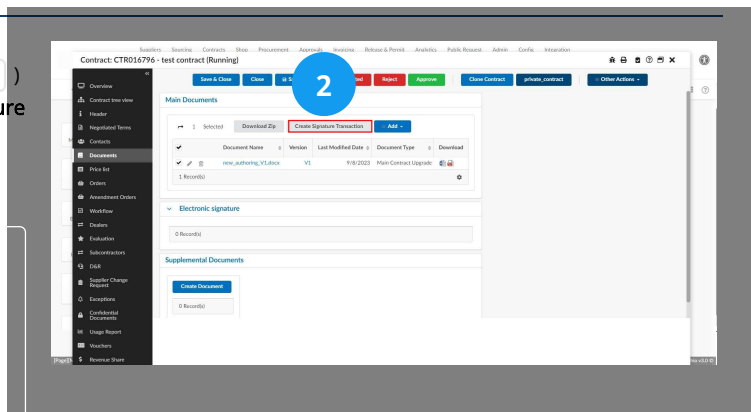 Suppliers Sourcing Contracts Shop Procurement Approvals Invoicing Release & Permit Analytics Public Request Admin Config Integration
Contract: CTR016796 - test contract (Running)
)
ure
Save & Close Close Reject Approve Clone Contract private_contract Other Actions
2
Overview
Contract tree view
Header
Negotiated Terms
Contacts
Documents
Price list
Orders
Amendment Orders
Workflow
Dealers
Evaluation
Subcontractors
D&R
Supplier Change
Request
Exceptions
Confidential
Documents
Usage Report
Vouchers
Revenue Share
Main Documents
1 Selected Download Zip Create Signature Transaction Add
Document Name Version Last Modified Date Document Type Download
new_authoring_V1.docx V1 9/8/2023 Main Contract Upgrade
1 Record(s)
Electronic signature
0 Record(s)
Supplemental Documents
Create Document
0 Record(s)